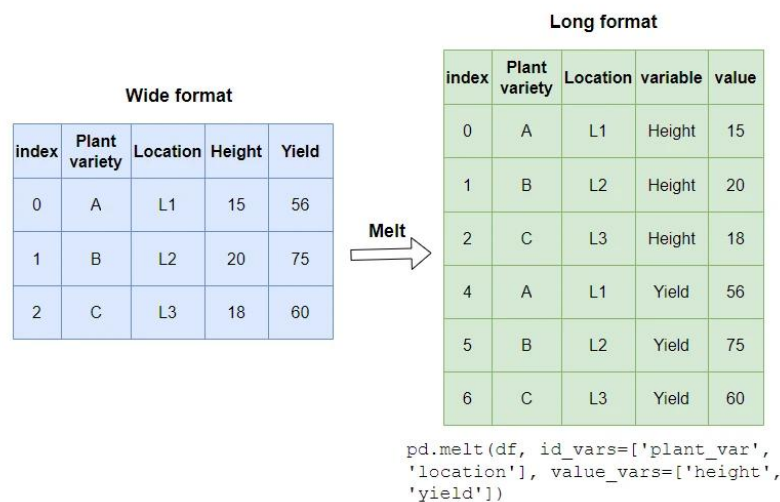 Wide format
index Plant variety Location Height Yield
0 A L1 15 56
1 B L2 20 75
2 C L3 18 60
Melt
Long format
index Plant variety Location variable value
0 A L1 Height 15
1 B L2 Height 20
2 C L3 Height 18
4 A L1 Yield 56
5 B L2 Yield 75
6 C L3 Yield 60
pd.melt(df, id_vars=['plant_var',
'location'], value_vars=['height',
'yield'])